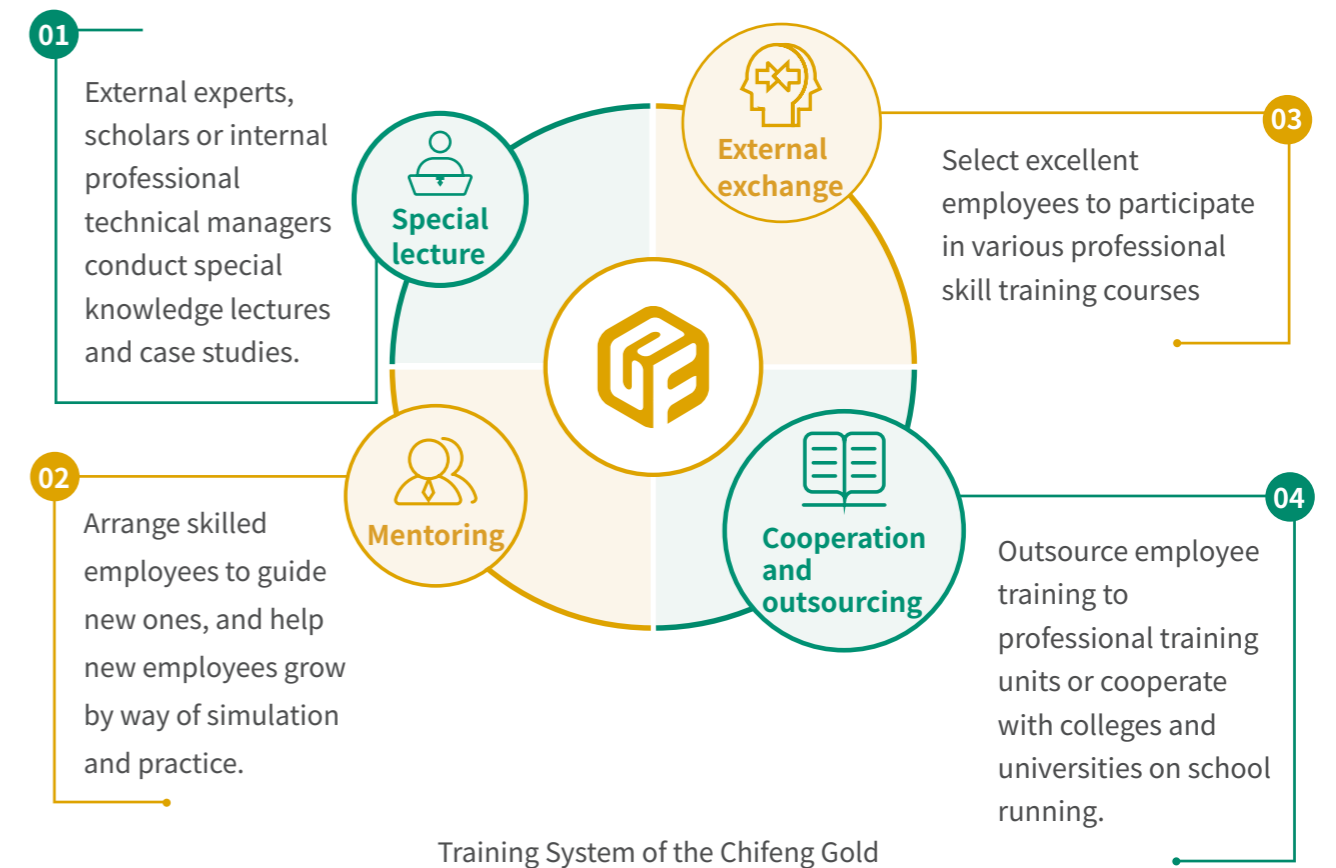 01
External experts,
scholars or internal
professional
technical managers
conduct special
knowledge lectures
and case studies.
Special
lecture
02
Arrange skilled
employees to guide
new ones, and help
new employees grow
by way of simulation
and practice.
Mentoring
External
exchange
03
Select excellent
employees to participate
in various professional
skill training courses
Cooperation
and
outsourcing
04
Outsource employee
training to
professional training
units or cooperate
with colleges and
universities on school
running.
Training System of the Chifeng Gold